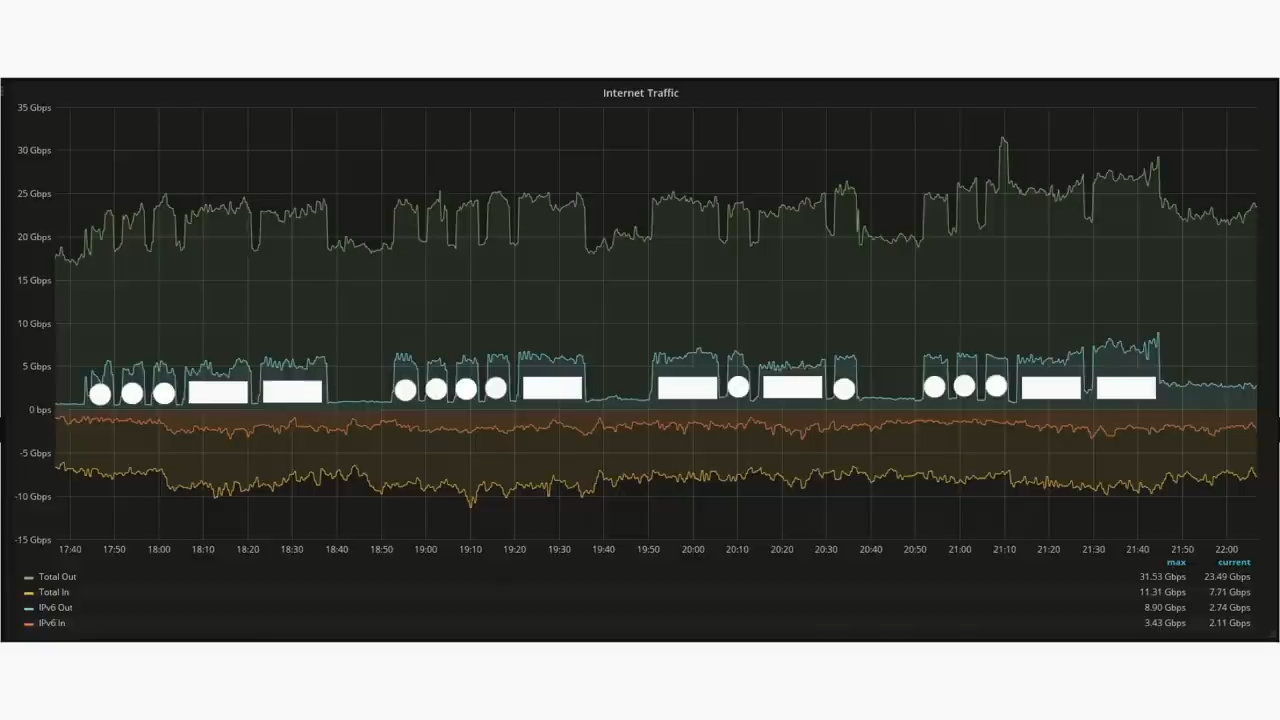 Internet Traffic
35 Gbps
30 Gbps
25 Gbps
20 Gbps
15 Gbps
10 Gbps
5 Gbps
0 bps
-5 Gbps
-10 Gbps
-15 Gbps
17:40 17:50 18:00 18:10 18:20 18:30 18:40 18:50 19:00 19:10 19:20 19:30 19:40 19:50 20:00 20:10 20:20 20:30 20:40 20:50 21:00 21:10 21:20 21:30 21:40 21:50 22:00
max current
Total Out 31.53 Gbps 23.49 Gbps
Total In 11.31 Gbps 7.71 Gbps
IPv6 Out 8.90 Gbps 2.74 Gbps
IPv6 In 3.43 Gbps 2.11 Gbps